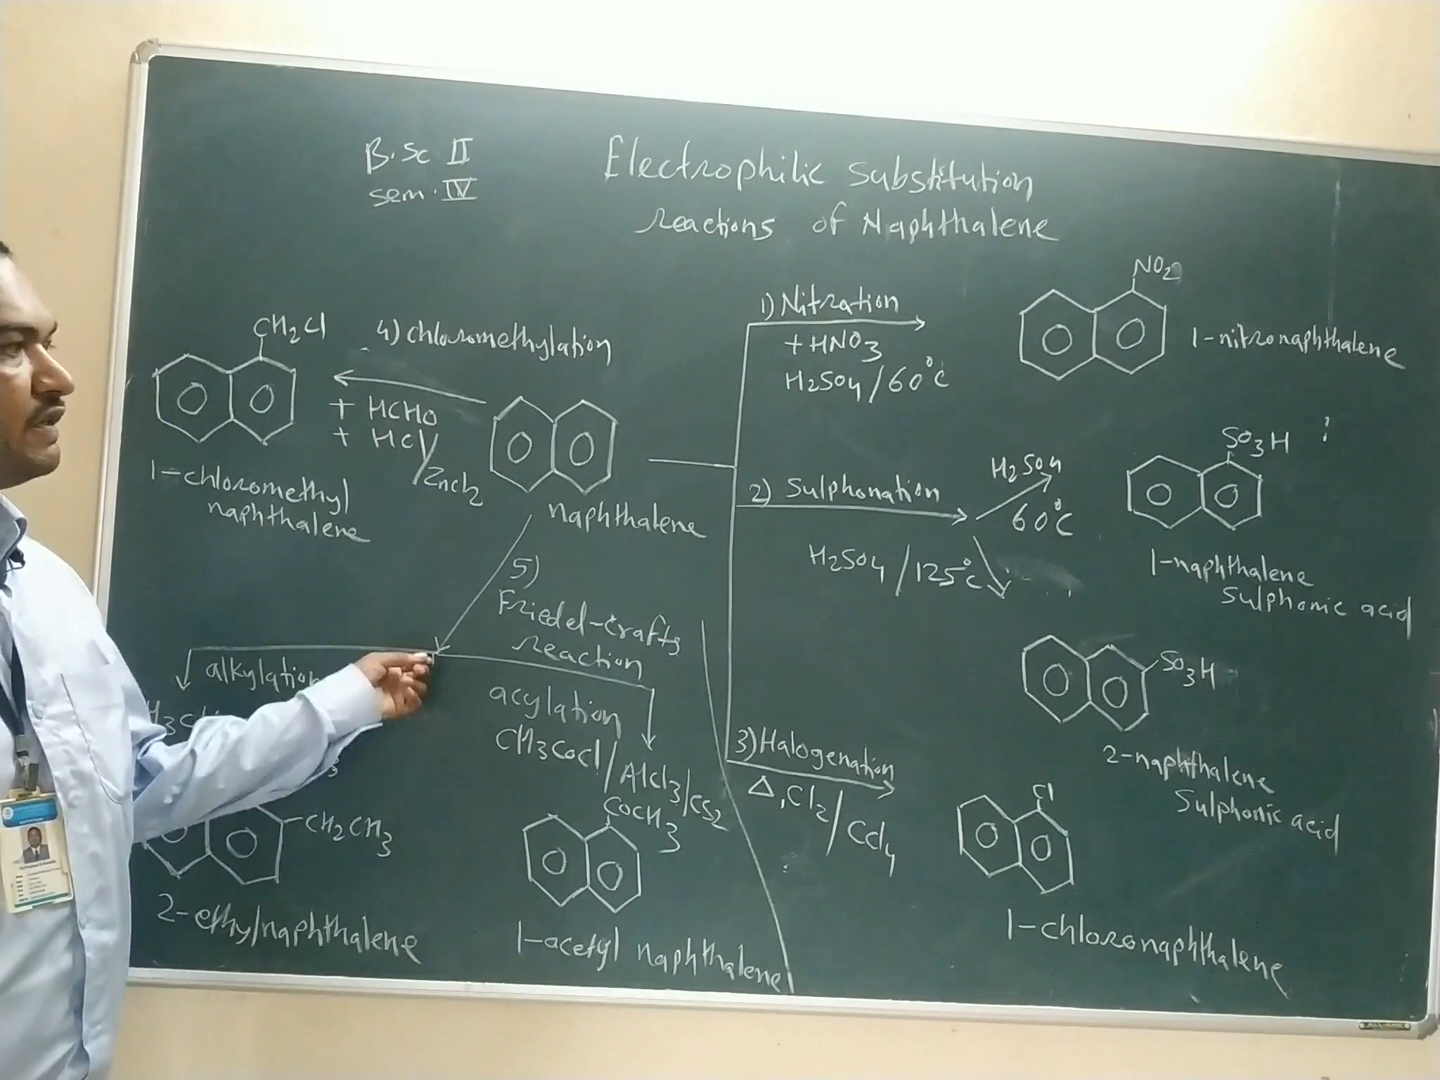 B.Sc II
Sem. IV
Electrophilic Substitution
reactions of Naphthalene
1) Nitration
+ HNO3
H2SO4/60°C
NO2
1-nitronaphthalene
CH2Cl
4) chloromethylation
+ HCHO
+ HCl/ZnCl2
1-chloromethyl
naphthalene
naphthalene
2) Sulphonation
H2SO4
60°C
H2SO4/125°C
SO3H
1-naphthalene
Sulphonic acid
SO3H
2-naphthalene
Sulphonic acid
5)
Friedel-crafts
reaction
alkylation
CH2CH3
2-ethylnaphthalene
acylation
CH3COCl/AlCl3/CS2
COCH3
1-acetyl naphthalene
3) Halogenation
Δ, Cl2/CCl4
Cl
1-chloronaphthalene